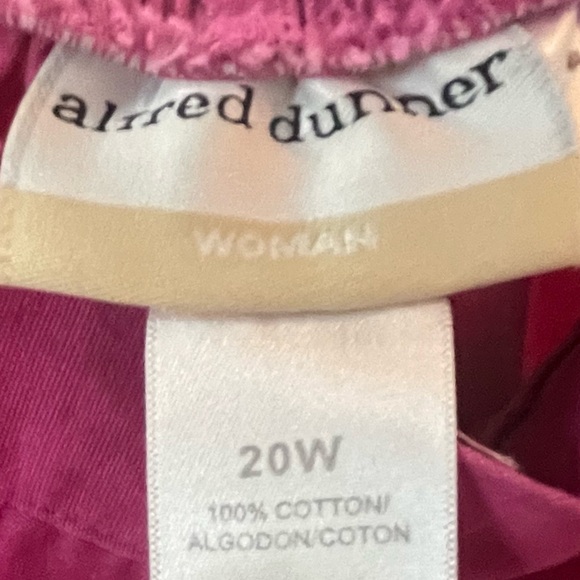 alfred dunner
WOMAN
20W
100% COTTON/
ALGODON/COTON